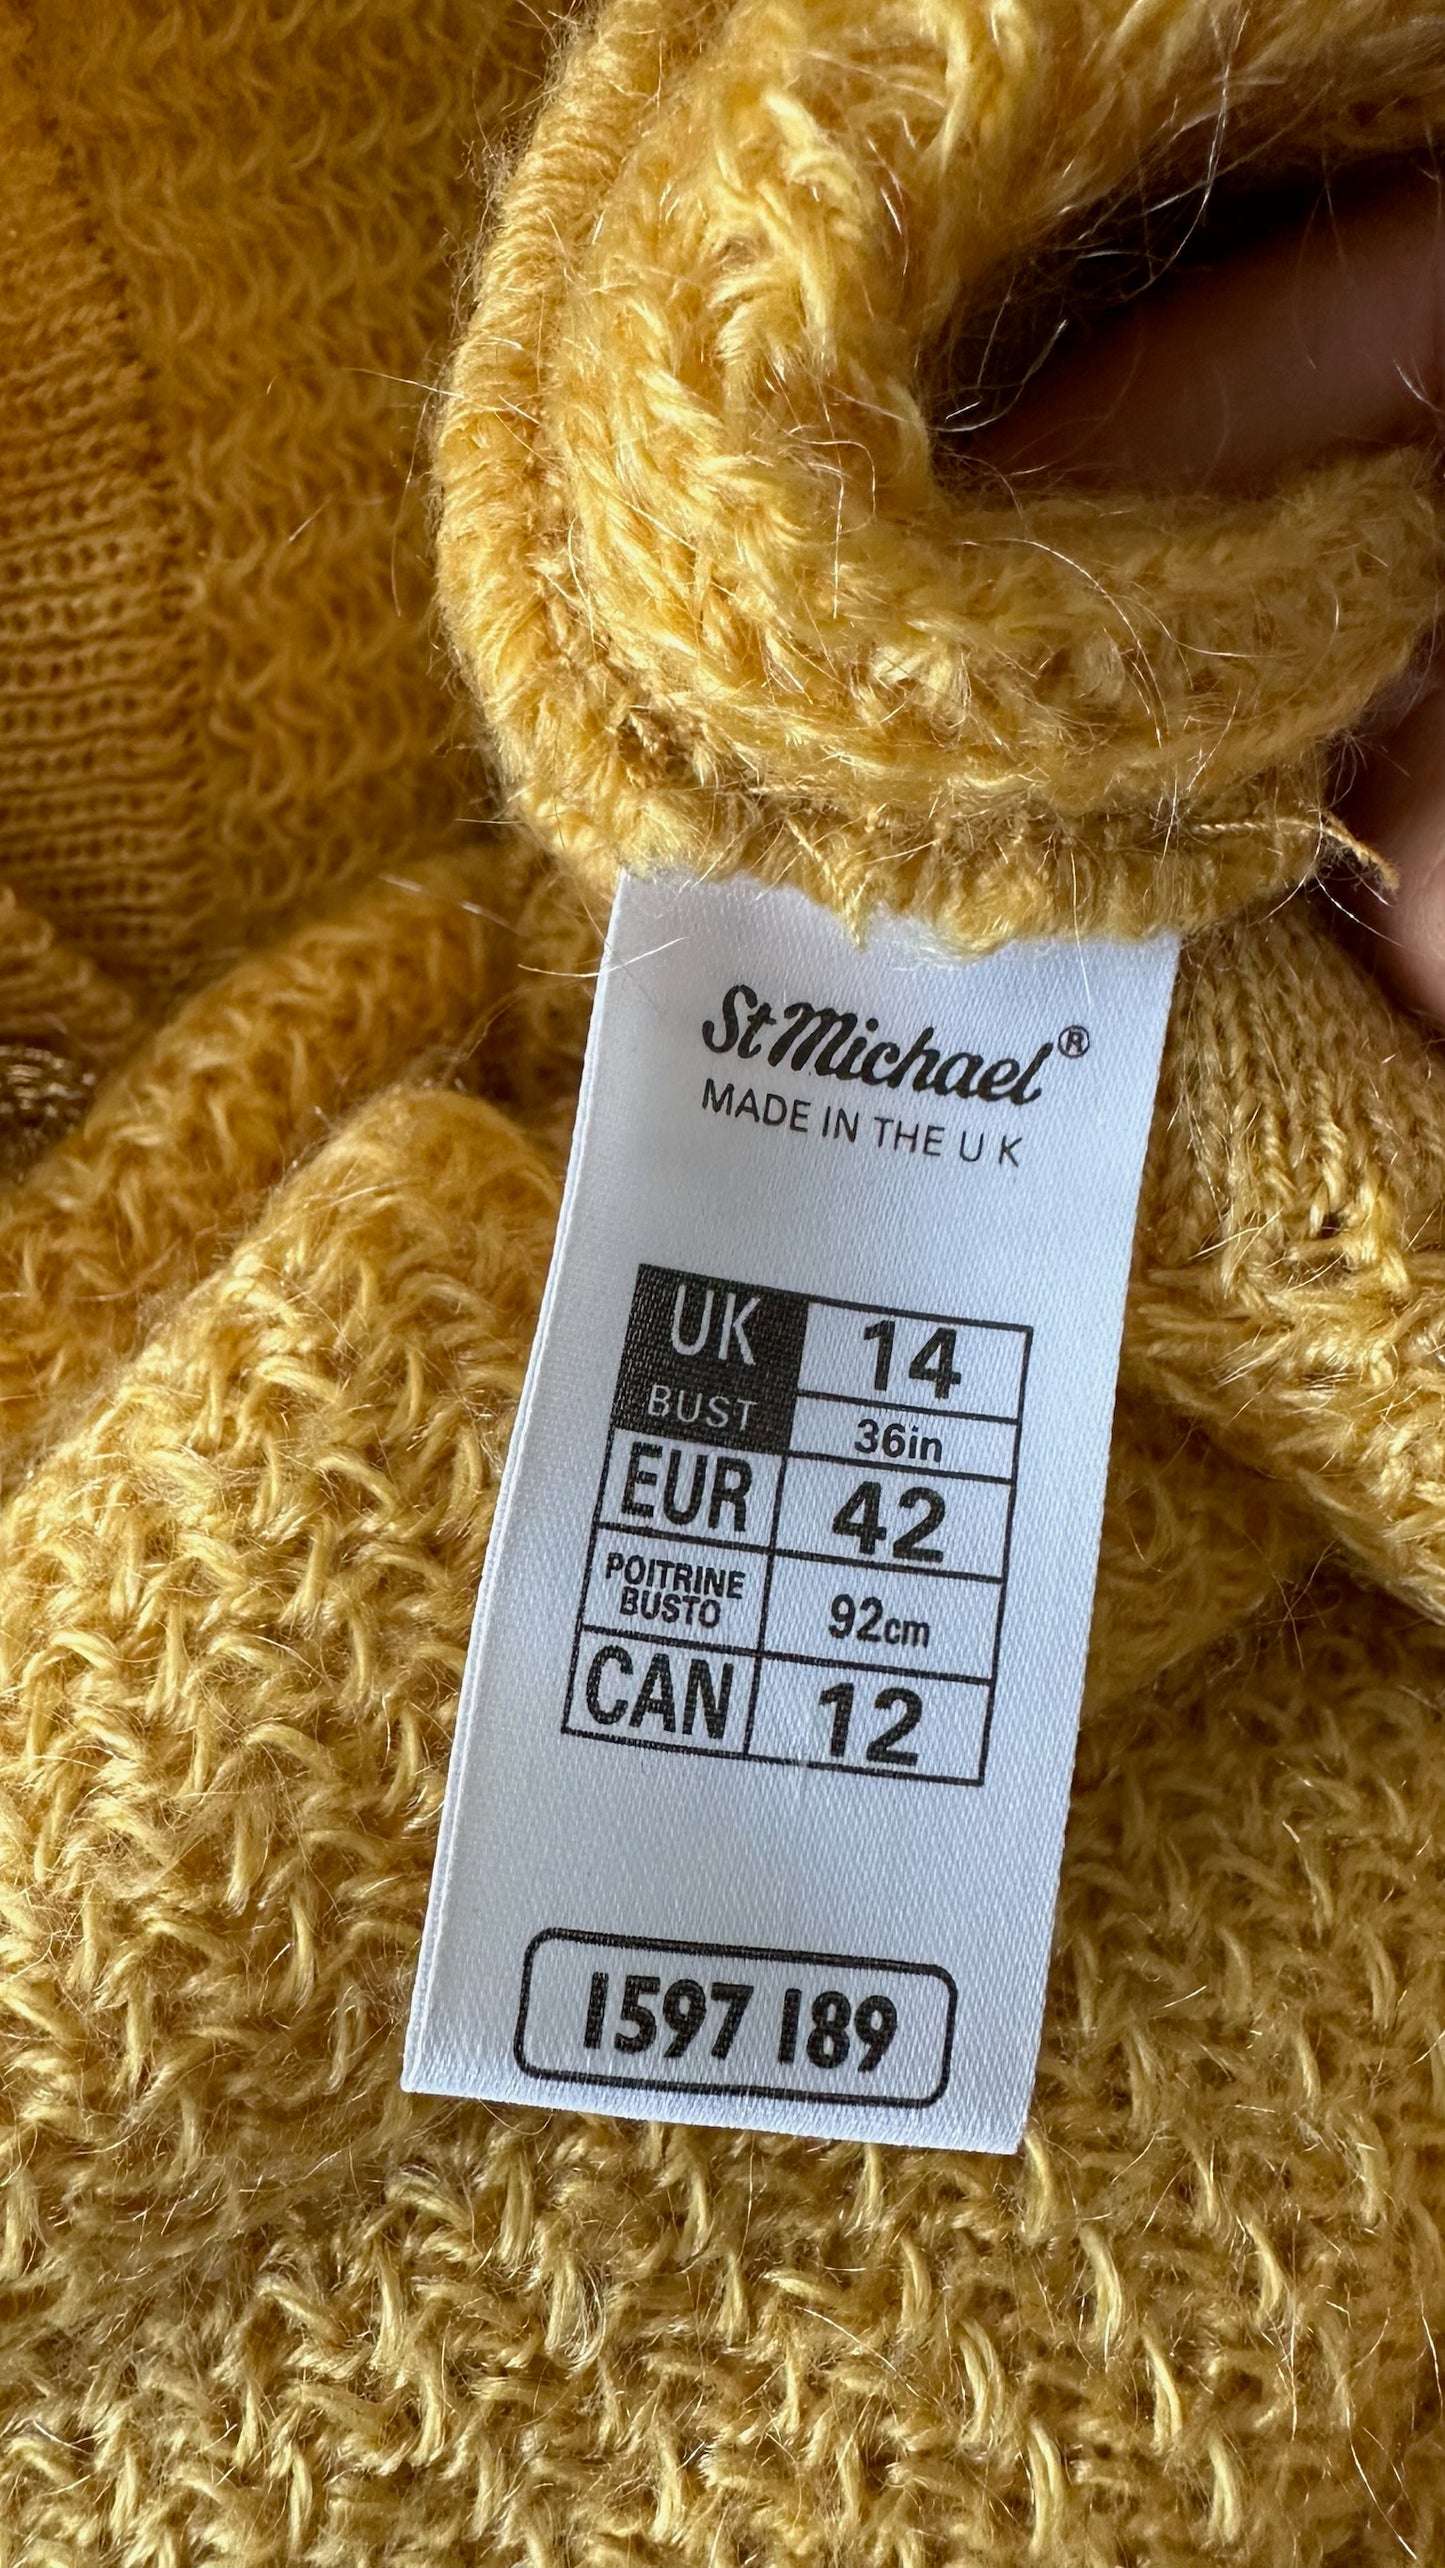 St Michael®
MADE IN THE U K
UK 14
BUST 36in
EUR 42
POITRINE
BUSTO 92cm
CAN 12
1597 189